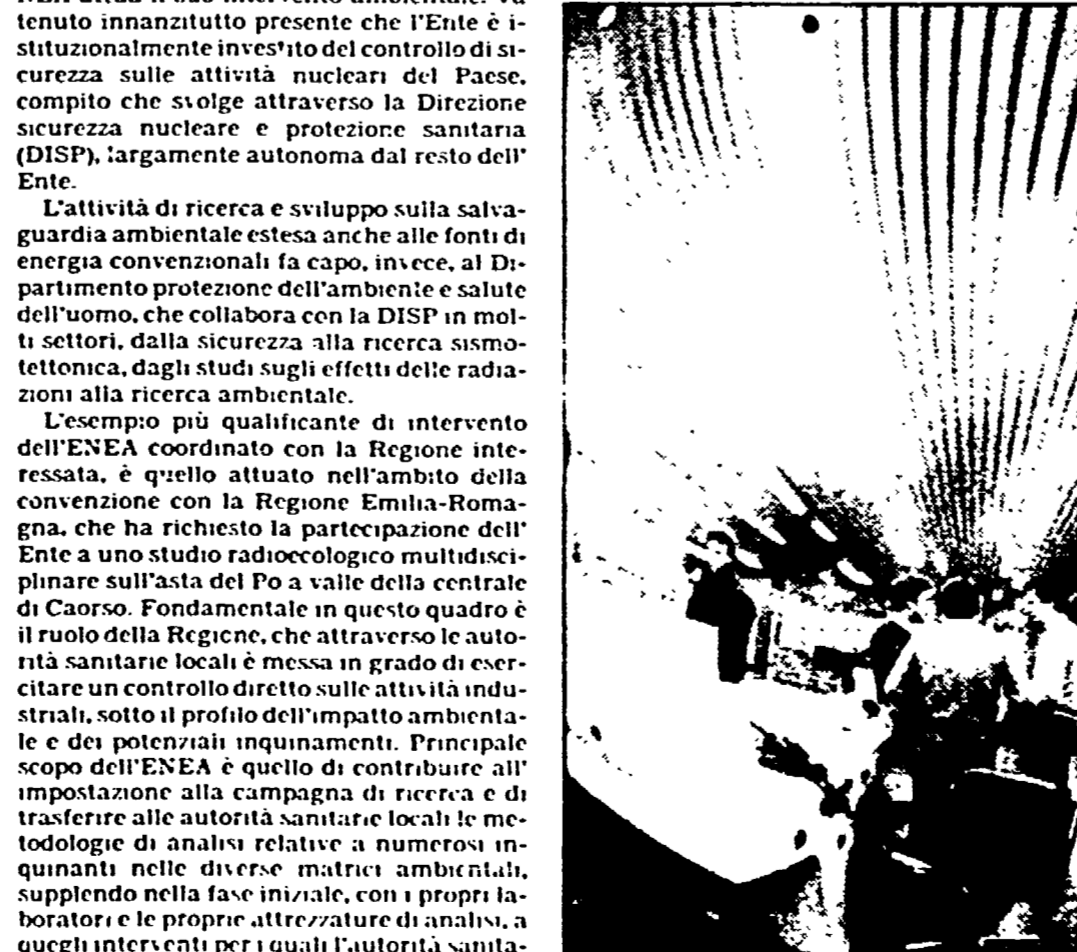 tenuto innanzitutto presente che l'Ente è i-
stituzionalmente investito del controllo di si-
curezza sulle attività nucleari del Paese,
compito che svolge attraverso la Direzione
sicurezza nucleare e protezione sanitaria
(DISP), largamente autonoma dal resto dell'
Ente.
L'attività di ricerca e sviluppo sulla salva-
guardia ambientale estesa anche alle fonti di
energia convenzionali fa capo, invece, al Di-
partimento protezione dell'ambiente e salute
dell'uomo, che collabora con la DISP in mol-
ti settori, dalla sicurezza alla ricerca sismo-
tettonica, dagli studi sugli effetti delle radia-
zioni alla ricerca ambientale.
L'esempio più qualificante di intervento
dell'ENEA coordinato con la Regione inte-
ressata, è quello attuato nell'ambito della
convenzione con la Regione Emilia-Roma-
gna, che ha richiesto la partecipazione dell'
Ente a uno studio radioecologico multidisci-
plinare sull'asta del Po a valle della centrale
di Caorso. Fondamentale in questo quadro è
il ruolo della Regione, che attraverso le auto-
rità sanitarie locali è messa in grado di eser-
citare un controllo diretto sulle attività indu-
striali, sotto il profilo dell'impatto ambienta-
le e dei potenziali inquinamenti. Principale
scopo dell'ENEA è quello di contribuire all'
impostazione alla campagna di ricerca e di
trasferire alle autorità sanitarie locali le me-
todologie di analisi relative a numerosi in-
quinanti nelle diverse matrici ambientali,
supplendo nella fase iniziale, con i propri la-
boratori e le proprie attrezzature di analisi, a
quegli interventi per i quali l'autorità sanita-